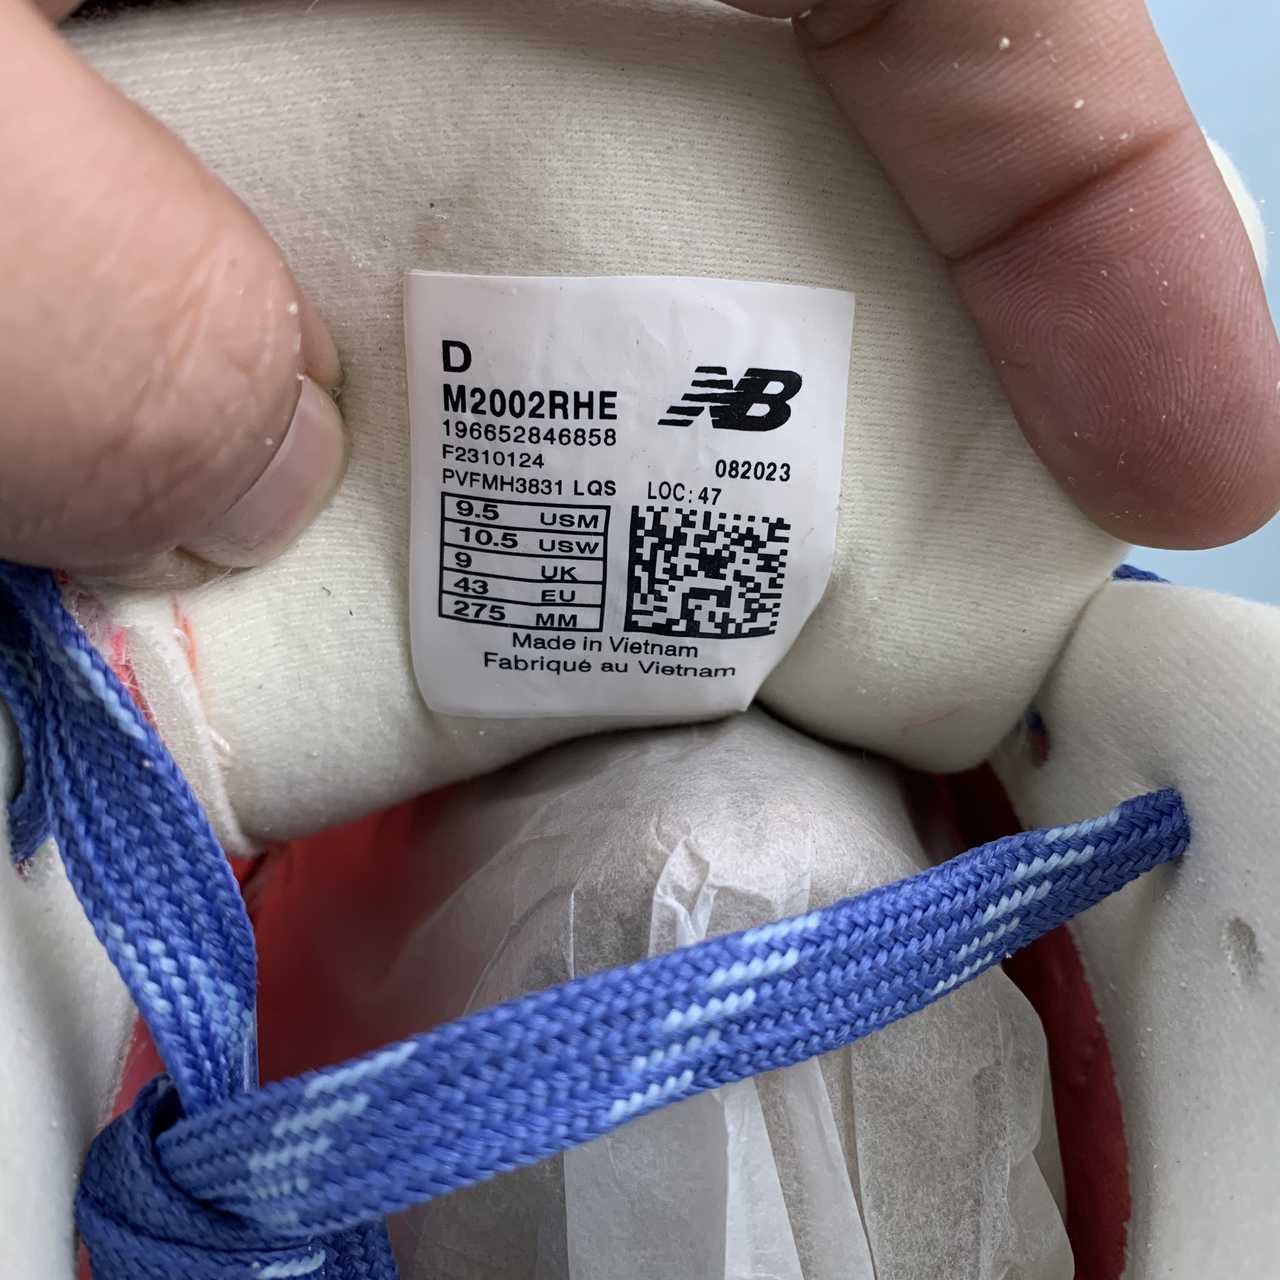 D
M2002RHE
NB
196652846858
F2310124
082023
PVFMH3831 LQS
LOC: 47
9.5 USM
10.5 USW
9 UK
43 EU
275 MM
Made in Vietnam
Fabriqué au Vietnam